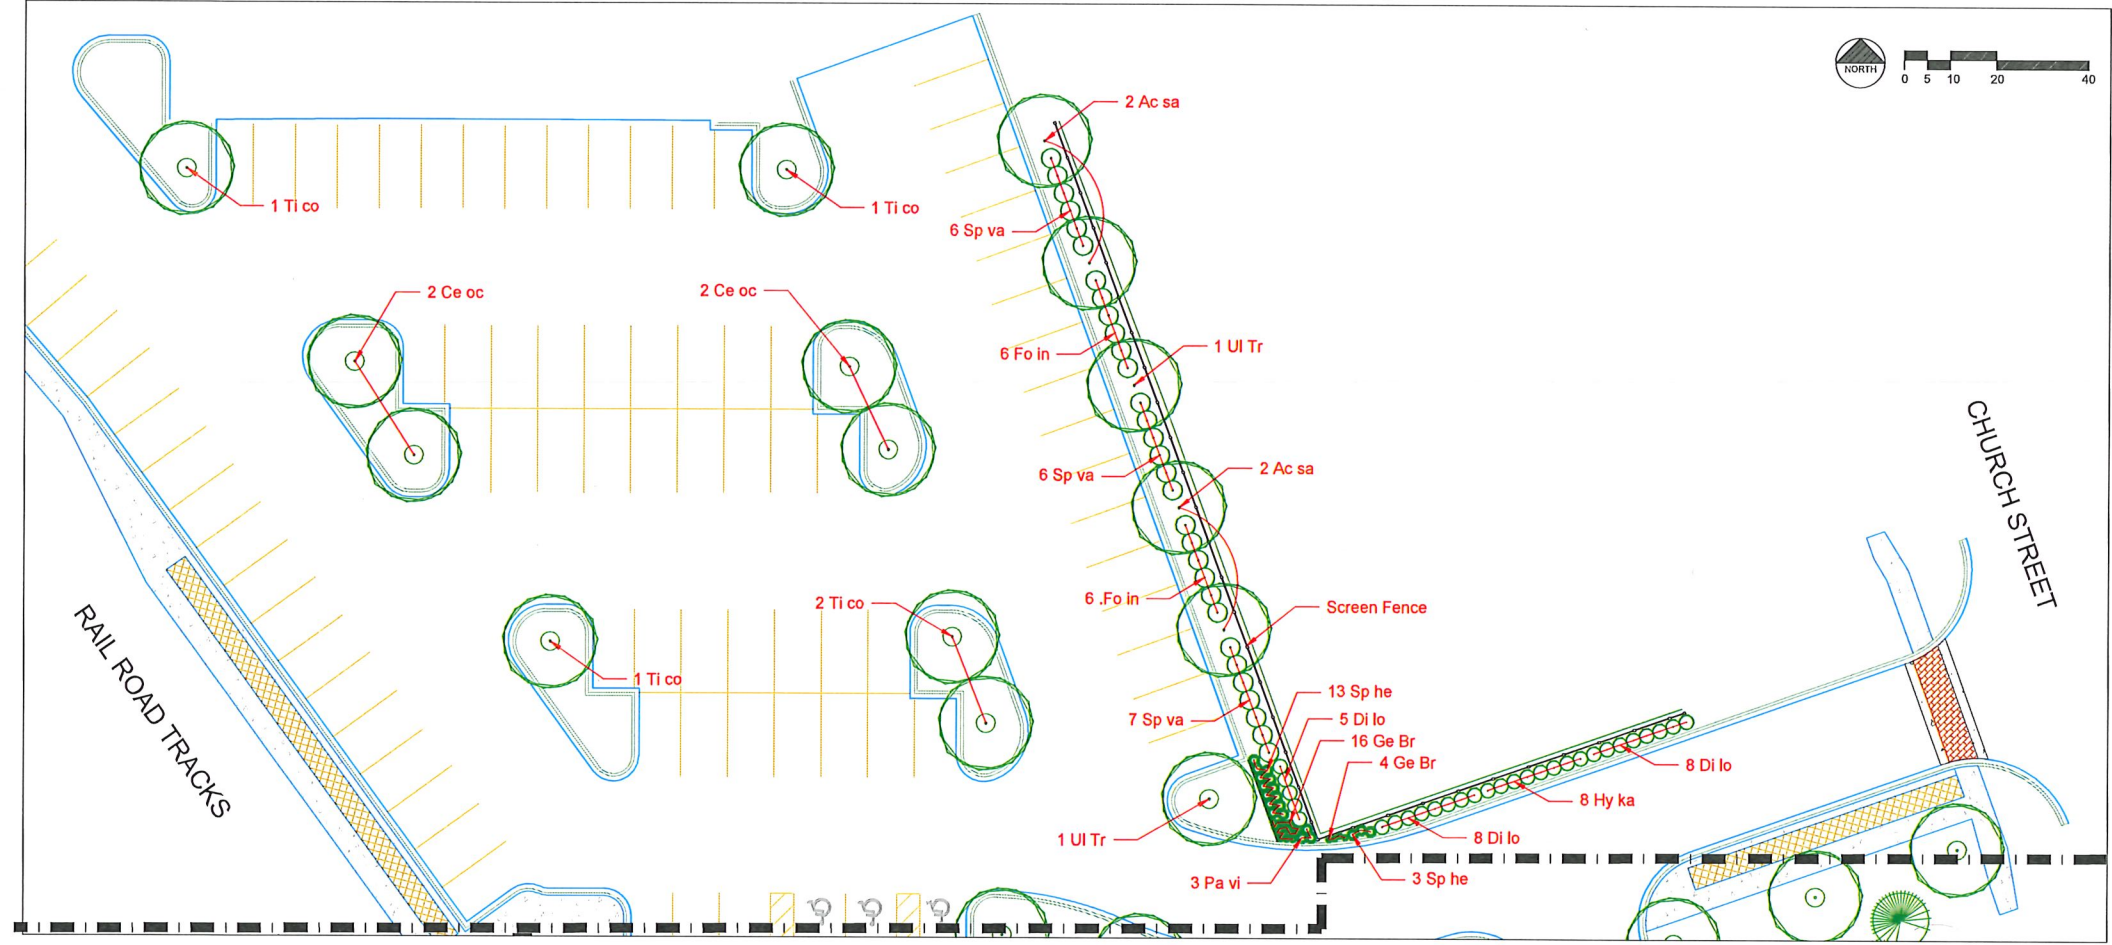 NORTH
0 5 10 20 40
2 Ac sa
1 Ti co
1 Ti co
6 Sp va
2 Ce oc
2 Ce oc
6 Fo in
1 Ul Tr
CHURCH STREET
6 Sp va
2 Ac sa
6 .Fo in
2 Ti co
Screen Fence
RAIL ROAD TRACKS
1 Ti co
13 Sp he
7 Sp va
5 Di lo
16 Ge Br
4 Ge Br
8 Di lo
8 Hy ka
1 Ul Tr
8 Di lo
3 Pa vi
3 Sp he